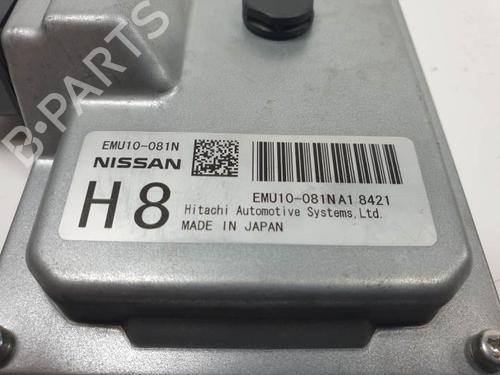 B-PARTS
EMU10-081N
NISSAN
H8
EMU10-081NA1 8421
Hitachi Automotive Systems,Ltd.
MADE IN JAPAN